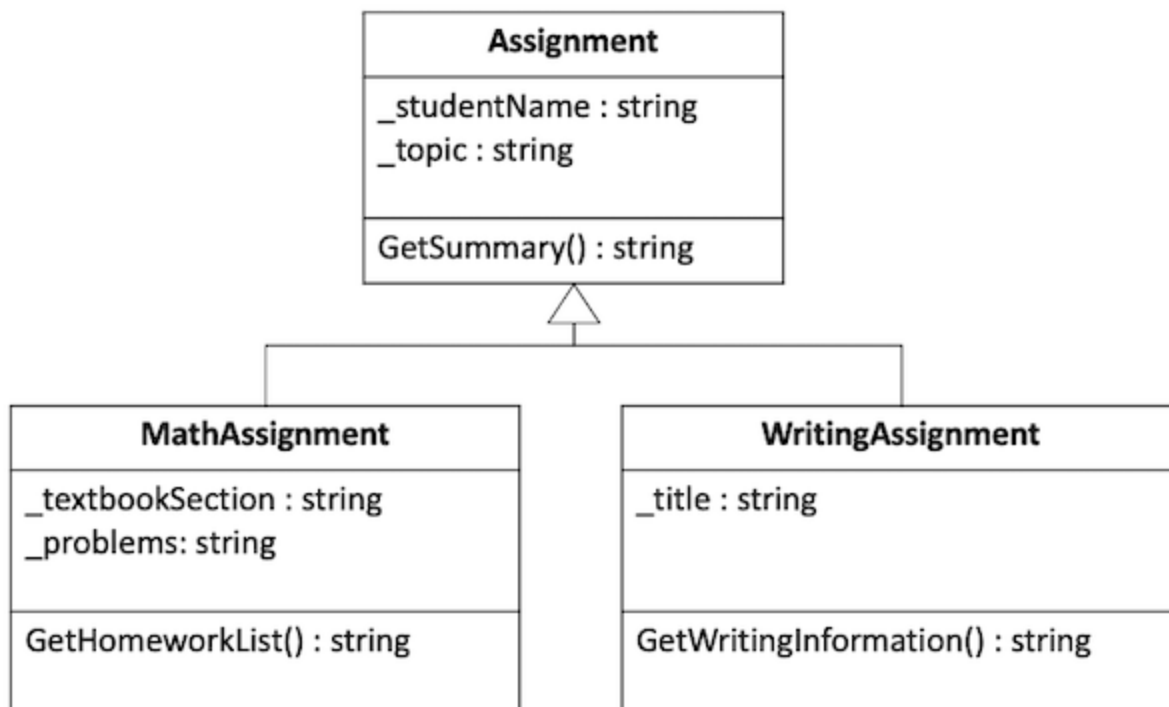 Assignment
_studentName : string
_topic : string
GetSummary() : string
MathAssignment
_textbookSection : string
_problems: string
GetHomeworkList() : string
WritingAssignment
_title : string
GetWritingInformation() : string